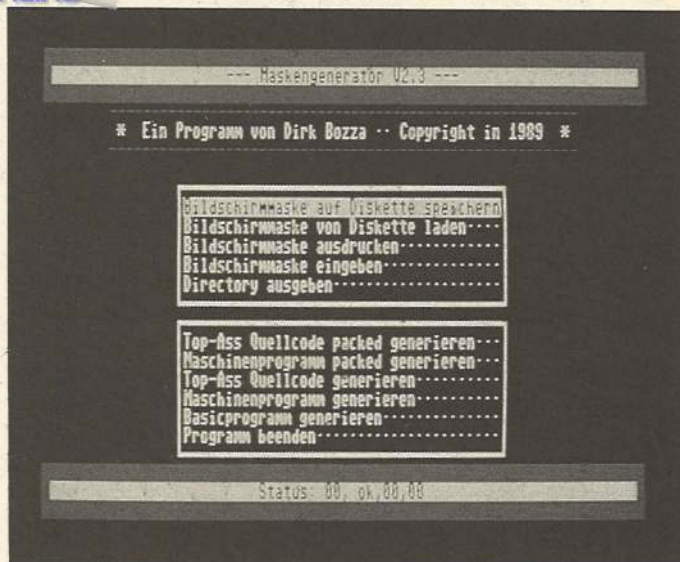 --- Maskengenerator V2.3 ---
* Ein Programm von Dirk Bozza ·· Copyright in 1989 *
Bildschirmmaske auf Diskette speichern
Bildschirmmaske von Diskette laden····
Bildschirmmaske ausdrucken············
Bildschirmmaske eingeben··············
Directory ausgeben····················
Top-Ass Quellcode packed generieren···
Maschinenprogramm packed generieren···
Top-Ass Quellcode generieren··········
Maschinenprogramm generieren··········
Basicprogramm generieren··············
Programm beenden······················
Status: 00, ok,00,00